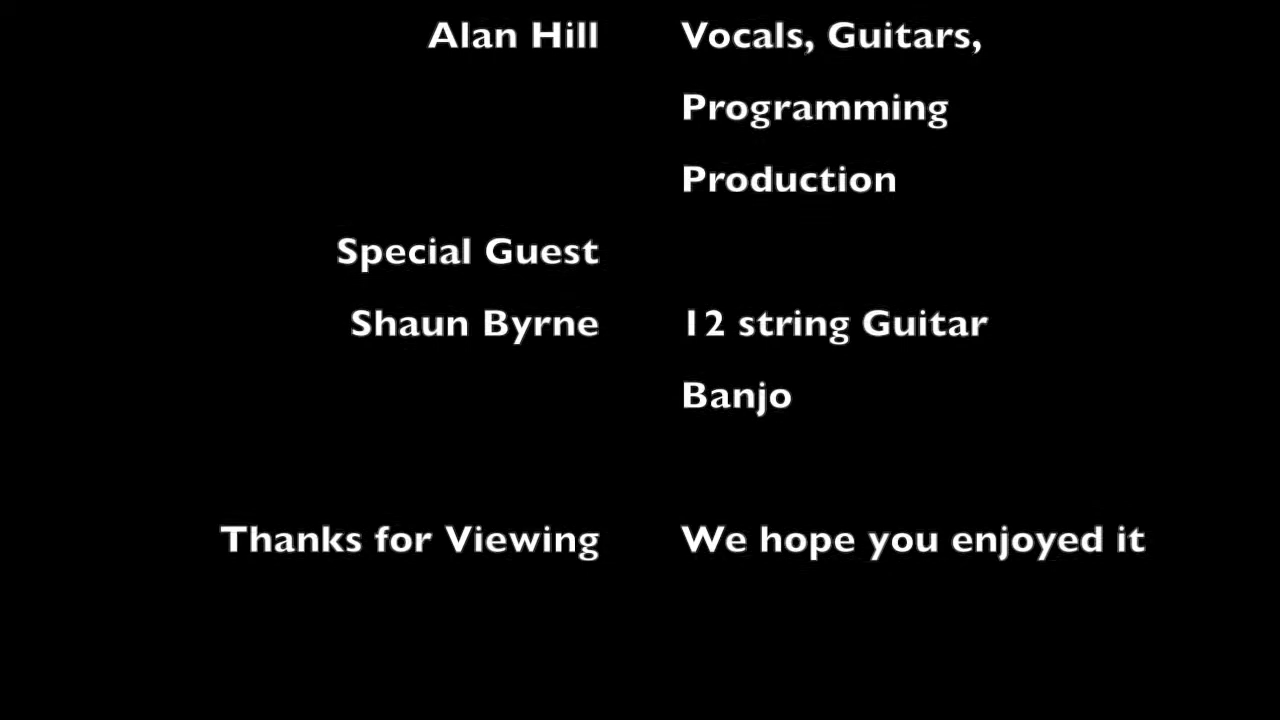 Alan Hill Vocals, Guitars,
Programming
Production
Special Guest
Shaun Byrne 12 string Guitar
Banjo
Thanks for Viewing We hope you enjoyed it